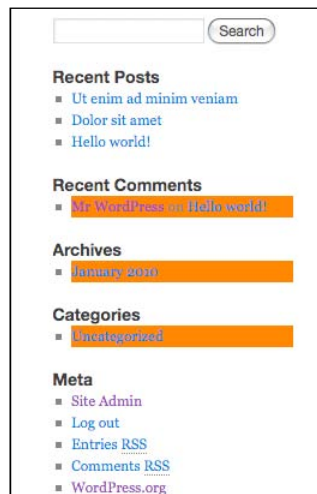 Search
Recent Posts
Ut enim ad minim veniam
Dolor sit amet
Hello world!
Recent Comments
Mr WordPress on Hello world!
Archives
January 2010
Categories
Uncategorized
Meta
Site Admin
Log out
Entries RSS
Comments RSS
WordPress.org